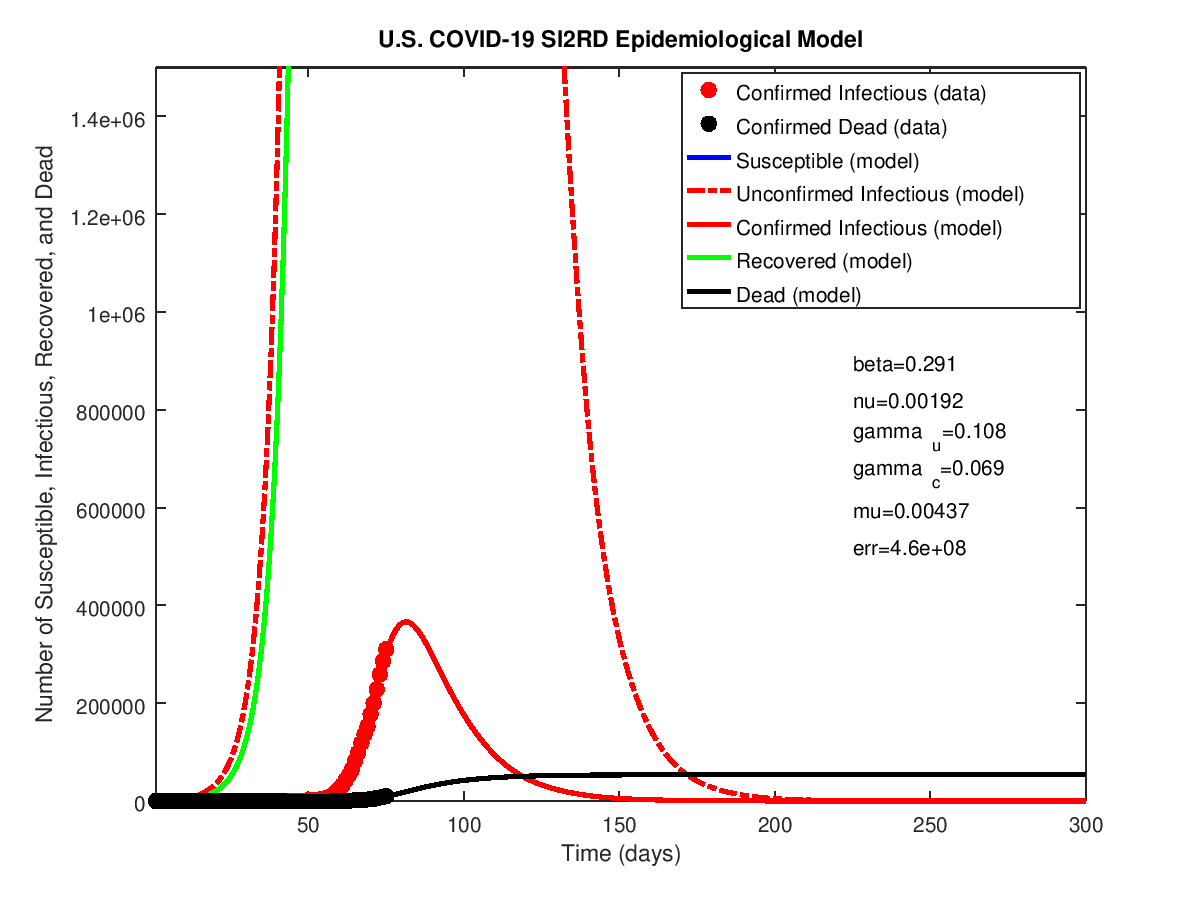 U.S. COVID-19 SI2RD Epidemiological Model
Number of Susceptible, Infectious, Recovered, and Dead
1.4e+06
1.2e+06
1e+06
800000
600000
400000
200000
0
Confirmed Infectious (data)
Confirmed Dead (data)
Susceptible (model)
Unconfirmed Infectious (model)
Confirmed Infectious (model)
Recovered (model)
Dead (model)
beta=0.291
nu=0.00192
gamma u=0.108
gamma c=0.069
mu=0.00437
err=4.6e+08
50 100 150 200 250 300
Time (days)